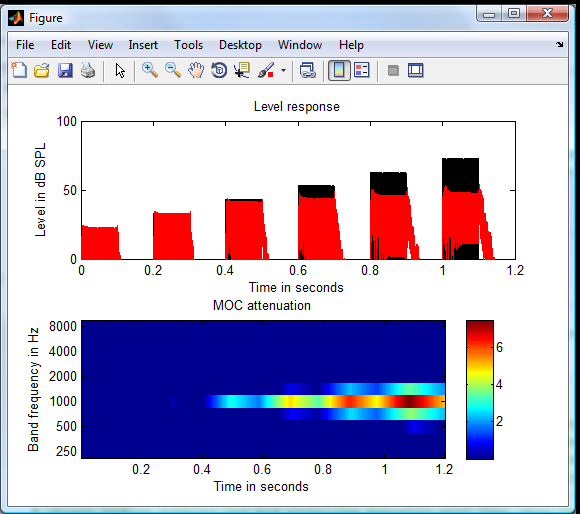 Figure
File Edit View Insert Tools Desktop Window Help
Level response
100
50
0
Level in dB SPL
0 0.2 0.4 0.6 0.8 1 1.2
Time in seconds
MOC attenuation
8000
4000
2000
1000
500
250
Band frequency in Hz
0.2 0.4 0.6 0.8 1 1.2
Time in seconds
6
4
2